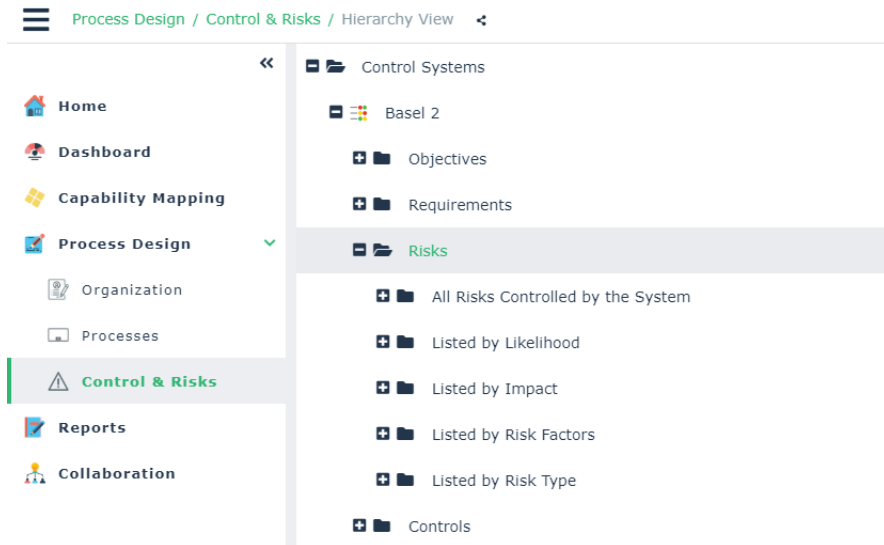 Process Design / Control & Risks / Hierarchy View
Home
Dashboard
Capability Mapping
Process Design
Organization
Processes
Control & Risks
Reports
Collaboration
Control Systems
Basel 2
Objectives
Requirements
Risks
All Risks Controlled by the System
Listed by Likelihood
Listed by Impact
Listed by Risk Factors
Listed by Risk Type
Controls